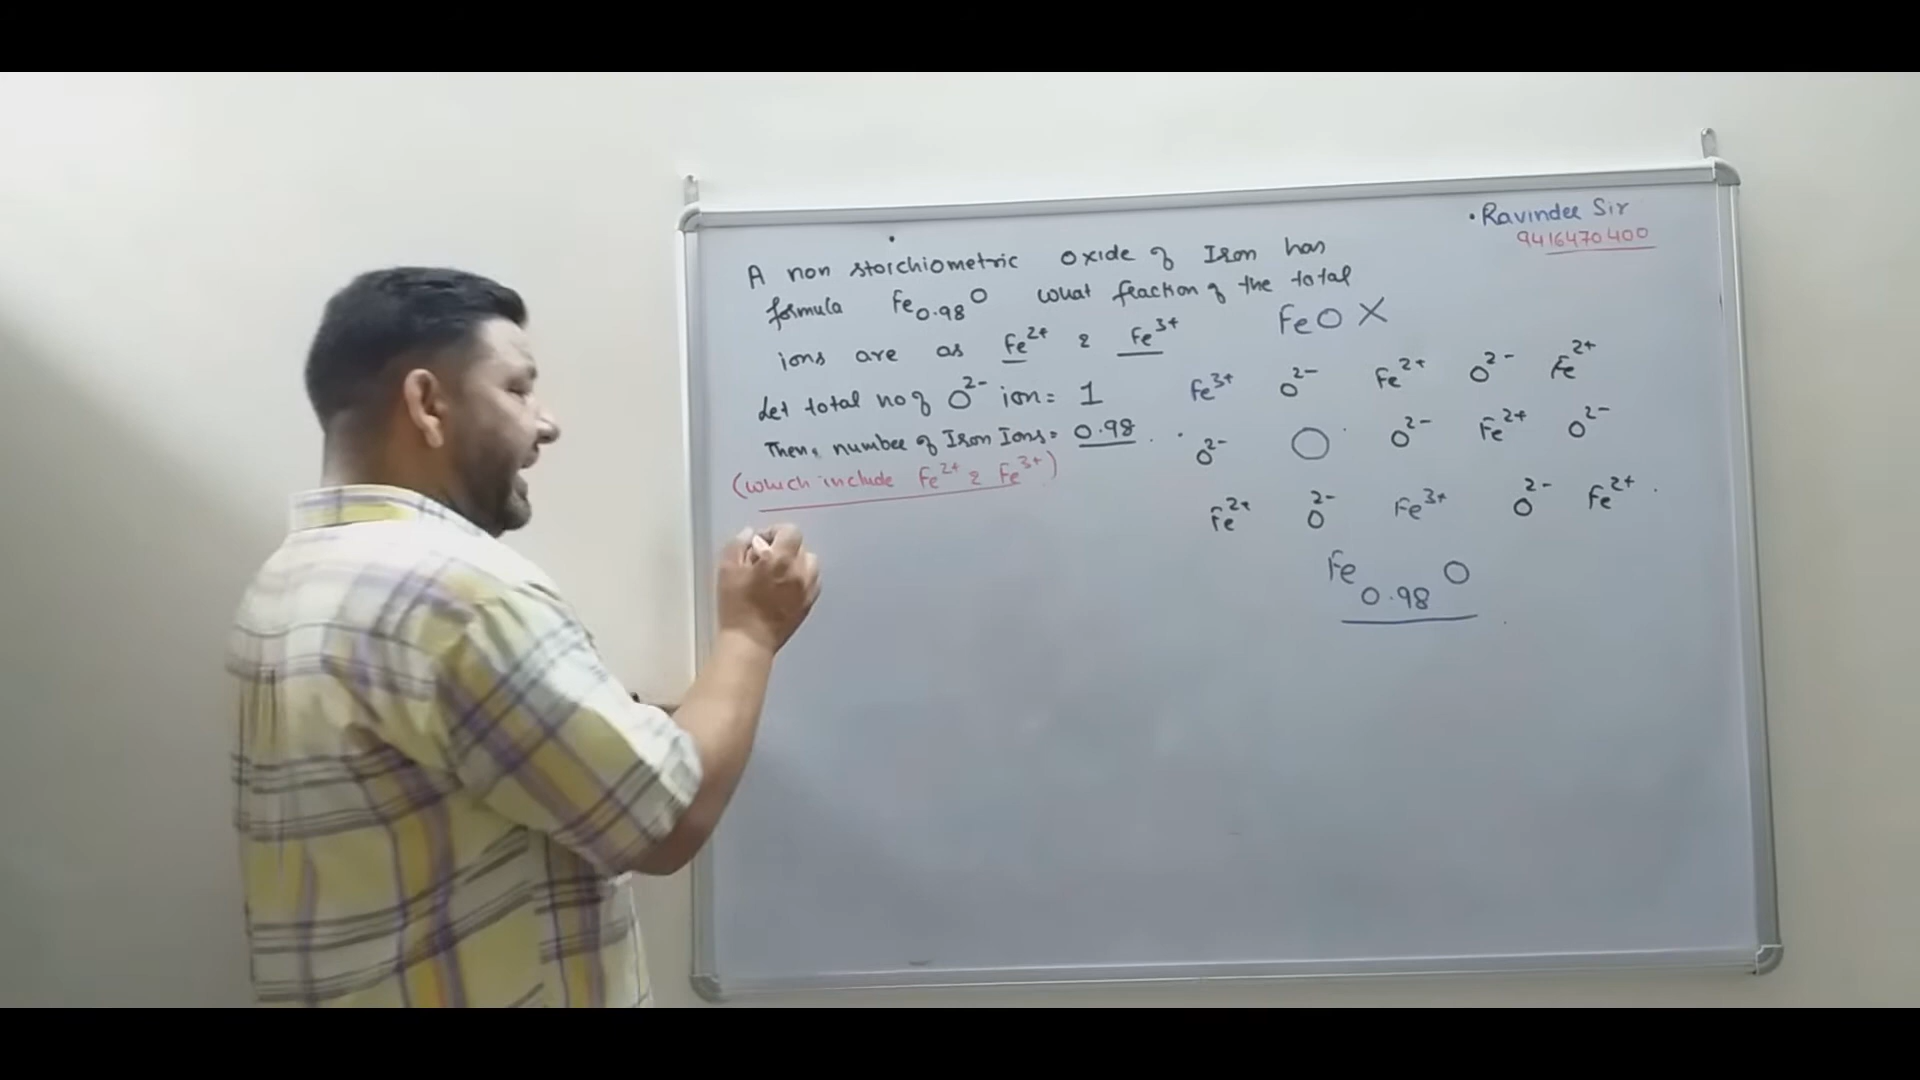 • Ravinder Sir
9416470400
A non stoichiometric oxide of Iron has
formula Fe0.98O what fraction of the total
ions are as Fe2+ & Fe3+
Let total no of O2- ion = 1
Then, number of Iron Ions = 0.98
(which include Fe2+ & Fe3+)
FeO X
Fe3+ O2- Fe2+ O2- Fe2+
O2- O2- Fe2+ O2-
Fe2+ O2- Fe3+ O2- Fe2+
Fe0.98O